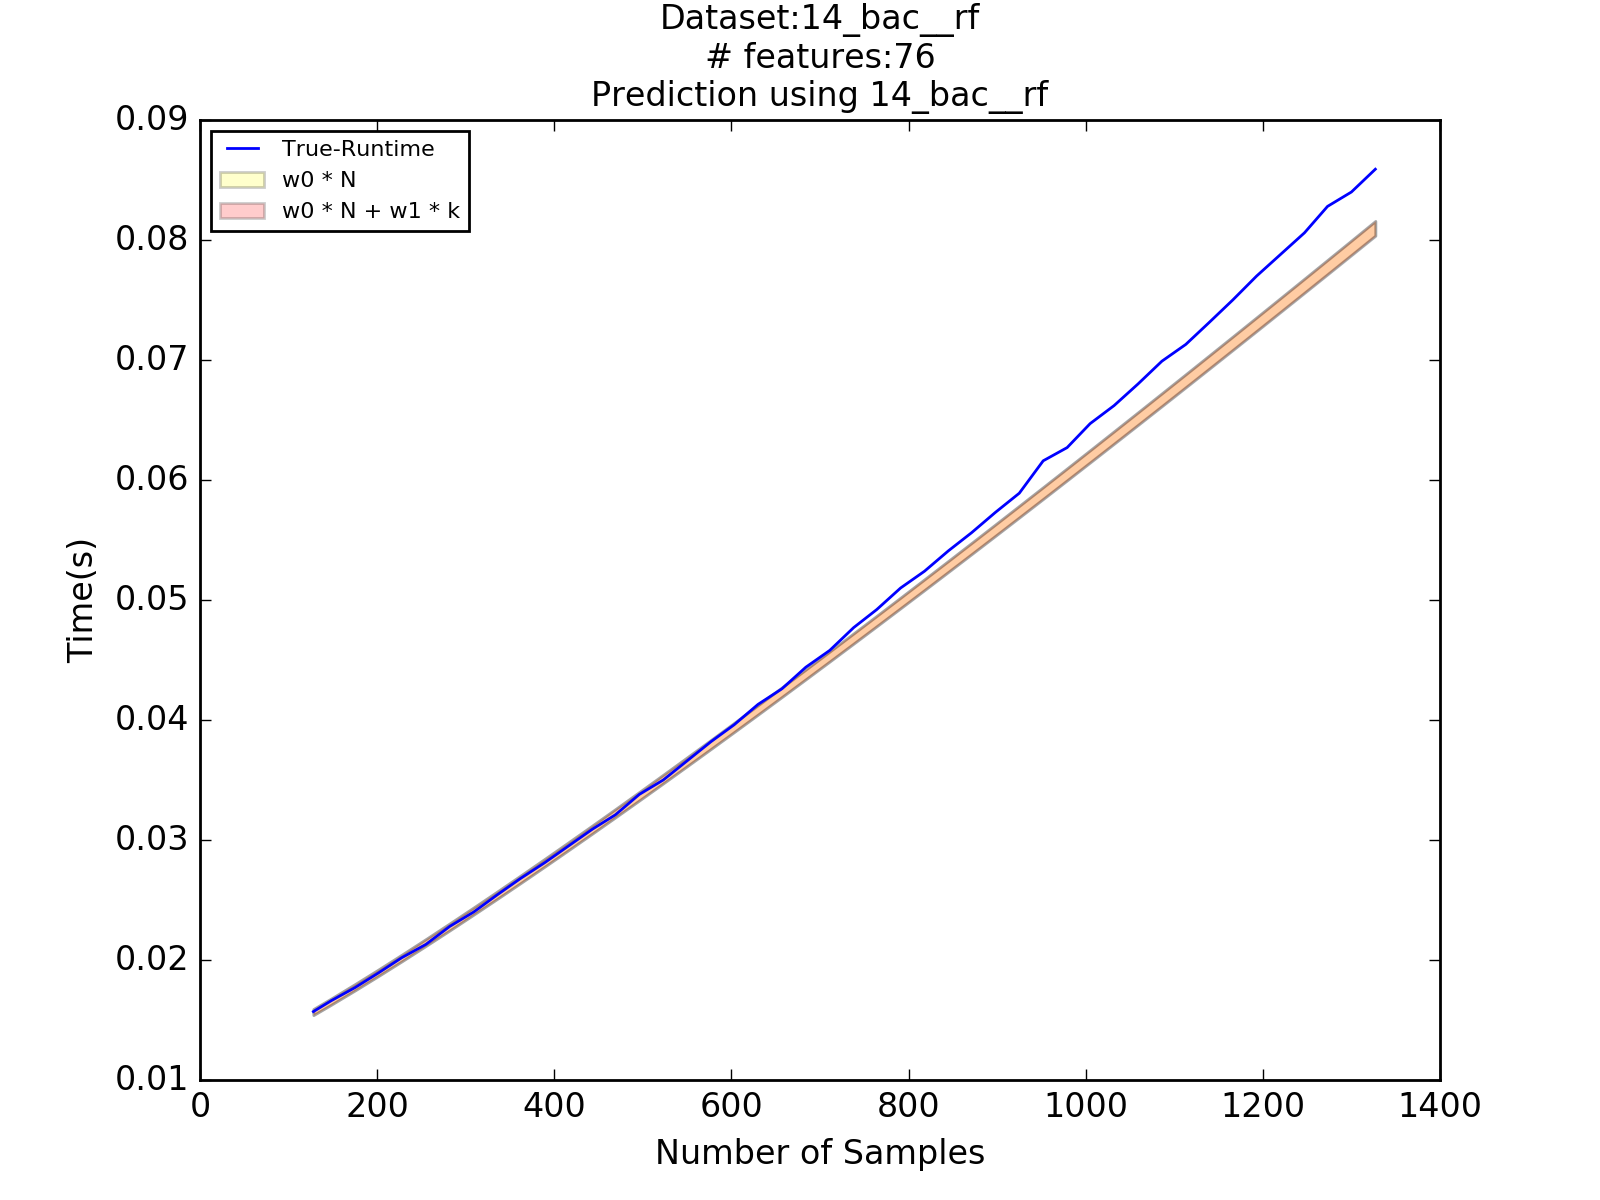 Dataset:14_bac__rf
# features:76
Prediction using 14_bac__rf
True-Runtime
w0 * N
w0 * N + w1 * k
0.09
0.08
0.07
0.06
0.05
0.04
0.03
0.02
0.01
Time(s)
0 200 400 600 800 1000 1200 1400
Number of Samples